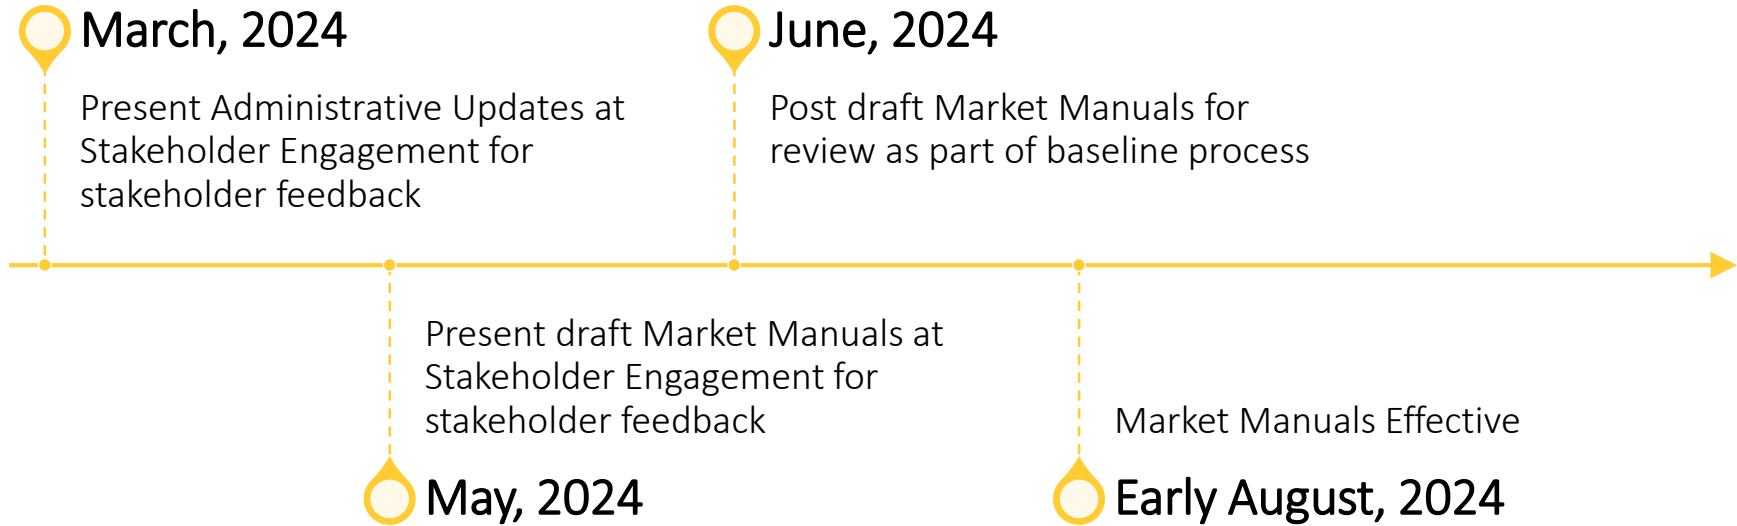 March, 2024
Present Administrative Updates at
Stakeholder Engagement for
stakeholder feedback
Present draft Market Manuals at
Stakeholder Engagement for
stakeholder feedback
May, 2024
June, 2024
Post draft Market Manuals for
review as part of baseline process
Market Manuals Effective
Early August, 2024